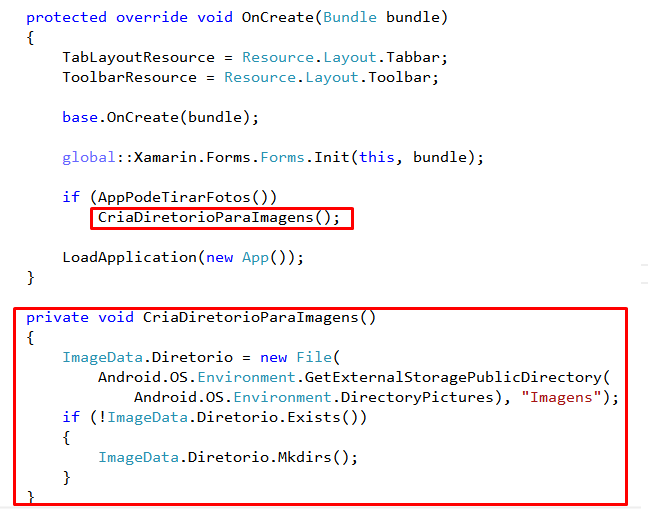 protected override void OnCreate(Bundle bundle)
{
TabLayoutResource = Resource.Layout.Tabbar;
ToolbarResource = Resource.Layout.Toolbar;
base.OnCreate(bundle);
global::Xamarin.Forms.Forms.Init(this, bundle);
if (AppPodeTirarFotos())
CriaDiretorioParaImagens();
LoadApplication(new App());
}
private void CriaDiretorioParaImagens()
{
ImageData.Diretorio = new File(
Android.OS.Environment.GetExternalStoragePublicDirectory(
Android.OS.Environment.DirectoryPictures), "Imagens");
if (!ImageData.Diretorio.Exists())
{
ImageData.Diretorio.Mkdirs();
}
}